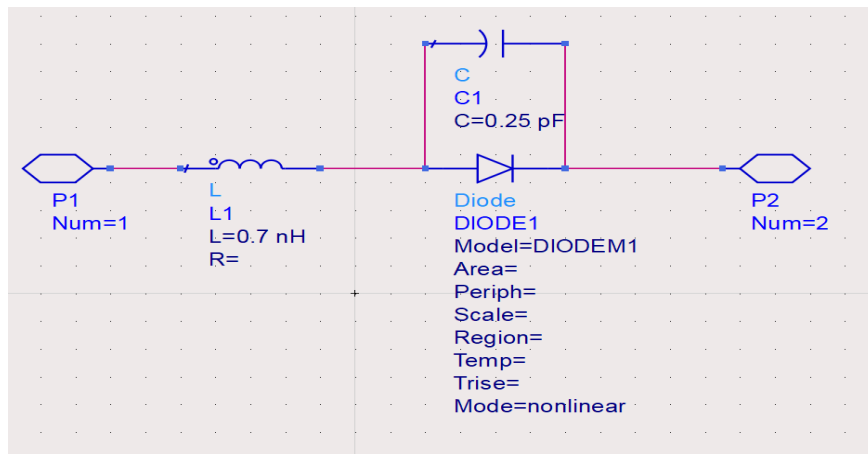 C
C1
C=0.25 pF
P1
Num=1
L
L1
L=0.7 nH
R=
Diode
DIODE1
Model=DIODEM1
Area=
Periph=
Scale=
Region=
Temp=
Trise=
Mode=nonlinear
P2
Num=2